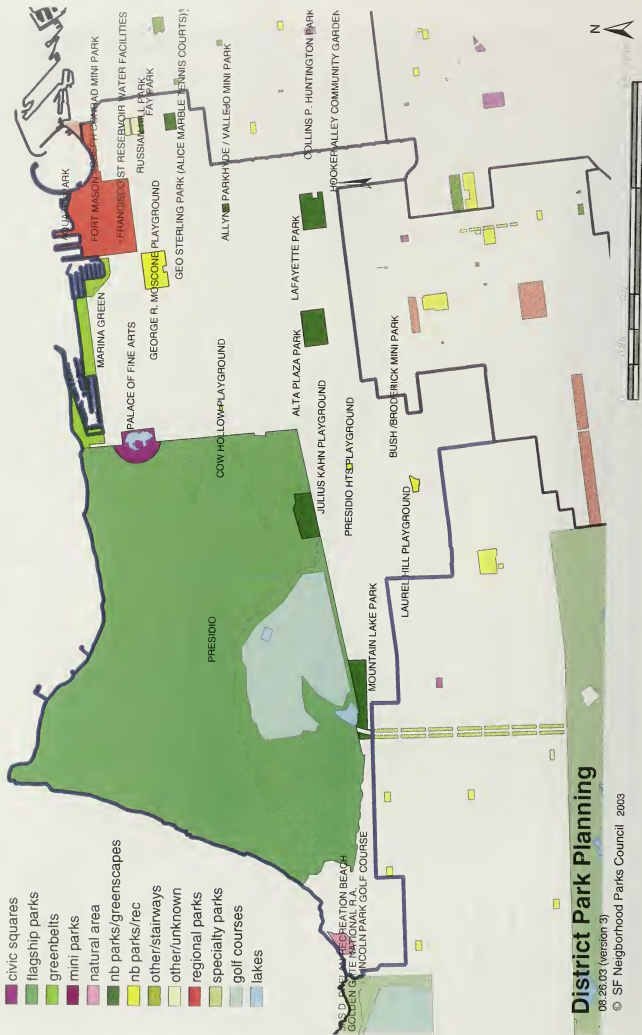 civic squares
flagship parks
greenbelts
mini parks
natural area
nb parks/greenscapes
nb parks/rec
other/stairways
other/unknown
regional parks
specialty parks
golf courses
lakes
PARK
FORT MASON
MINI PARK
ST RESERVOIR WATER FACILITIES
RUSSIAN HILL PARK
FAY PARK
GEORGE R. MOSCONE PLAYGROUND
GEO STERLING PARK (ALICE MARBLE TENNIS COURTS)
MARINA GREEN
PALACE OF FINE ARTS
COW HOLLOW PLAYGROUND
ALLYNE PARK
HYDE / VALLEJO MINI PARK
PRESIDIO
ALTA PLAZA PARK
LAFAYETTE PARK
COLLINS P. HUNTINGTON PARK
HOOKER ALLEY COMMUNITY GARDEN
JULIUS KAHN PLAYGROUND
PRESIDIO HTS PLAYGROUND
BUSH /BRODERICK MINI PARK
MOUNTAIN LAKE PARK
LAUREL HILL PLAYGROUND
RECREATION BEACH
GOLDEN GATE NATIONAL R.A.
LINCOLN PARK GOLF COURSE
N
District Park Planning
08.26.03 (version 3)
© SF Neigborhood Parks Council 2003